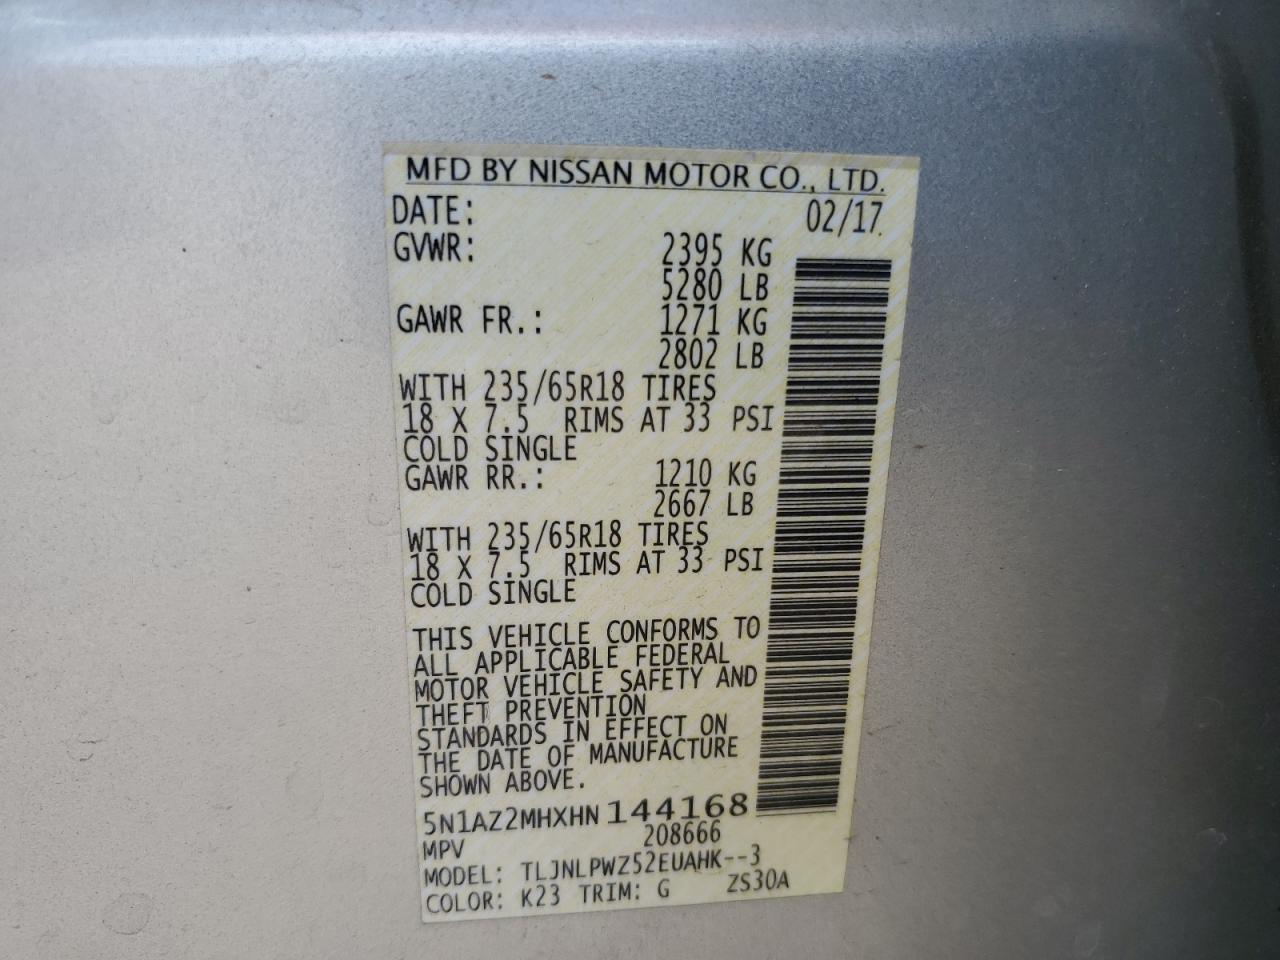 MFD BY NISSAN MOTOR CO., LTD.
DATE: 02/17
GVWR: 2395 KG
5280 LB
GAWR FR.: 1271 KG
2802 LB
WITH 235/65R18 TIRES
18 X 7.5 RIMS AT 33 PSI
COLD SINGLE
GAWR RR.: 1210 KG
2667 LB
WITH 235/65R18 TIRES
18 X 7.5 RIMS AT 33 PSI
COLD SINGLE
THIS VEHICLE CONFORMS TO
ALL APPLICABLE FEDERAL
MOTOR VEHICLE SAFETY AND
THEFT PREVENTION
STANDARDS IN EFFECT ON
THE DATE OF MANUFACTURE
SHOWN ABOVE.
5N1AZ2MHXHN144168
MPV 208666
MODEL: TLJNLPWZ52EUAHK--3
COLOR: K23 TRIM: G ZS30A